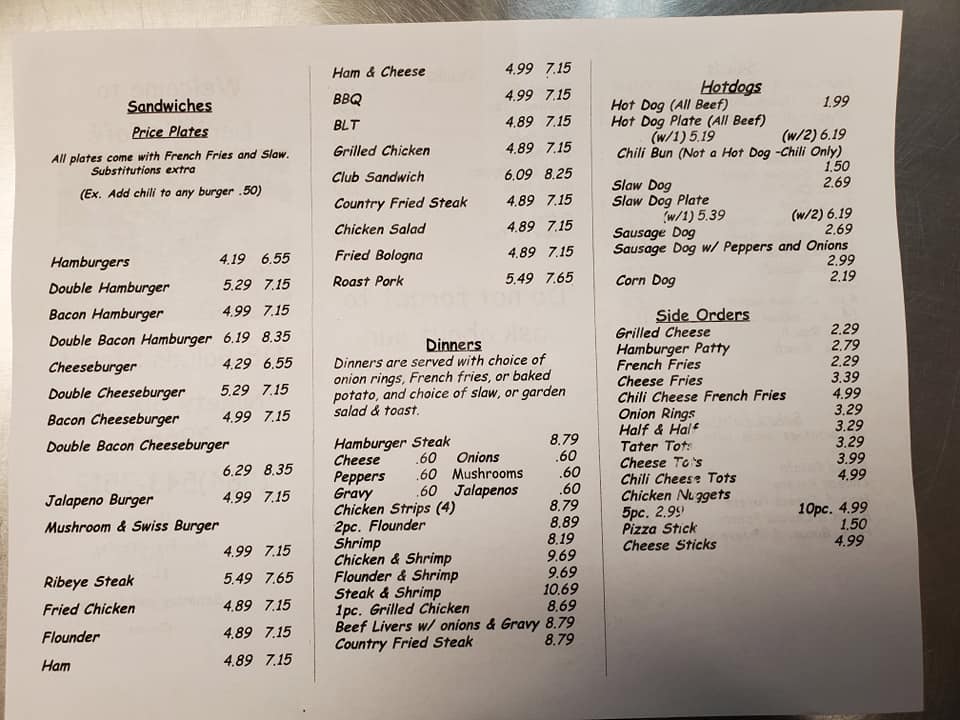 Sandwiches
Price Plates
All plates come with French Fries and Slaw.
Substitutions extra
(Ex. Add chili to any burger .50)
Hamburgers 4.19 6.55
Double Hamburger 5.29 7.15
Bacon Hamburger 4.99 7.15
Double Bacon Hamburger 6.19 8.35
Cheeseburger 4.29 6.55
Double Cheeseburger 5.29 7.15
Bacon Cheeseburger 4.99 7.15
Double Bacon Cheeseburger
6.29 8.35
Jalapeno Burger 4.99 7.15
Mushroom & Swiss Burger
4.99 7.15
Ribeye Steak 5.49 7.65
Fried Chicken 4.89 7.15
Flounder 4.89 7.15
Ham 4.89 7.15
Ham & Cheese 4.99 7.15
BBQ 4.99 7.15
BLT 4.89 7.15
Grilled Chicken 4.89 7.15
Club Sandwich 6.09 8.25
Country Fried Steak 4.89 7.15
Chicken Salad 4.89 7.15
Fried Bologna 4.89 7.15
Roast Pork 5.49 7.65
Dinners
Dinners are served with choice of
onion rings, French fries, or baked
potato, and choice of slaw, or garden
salad & toast.
Hamburger Steak 8.79
Cheese .60 Onions .60
Peppers .60 Mushrooms .60
Gravy .60 Jalapenos .60
Chicken Strips (4) 8.79
2pc. Flounder 8.89
Shrimp 8.19
Chicken & Shrimp 9.69
Flounder & Shrimp 9.69
Steak & Shrimp 10.69
1pc. Grilled Chicken 8.69
Beef Livers w/ onions & Gravy 8.79
Country Fried Steak 8.79
Hotdogs
Hot Dog (All Beef) 1.99
Hot Dog Plate (All Beef)
(w/1) 5.19 (w/2) 6.19
Chili Bun (Not a Hot Dog -Chili Only)
1.50
Slaw Dog 2.69
Slaw Dog Plate
(w/1) 5.39 (w/2) 6.19
Sausage Dog 2.69
Sausage Dog w/ Peppers and Onions
2.99
Corn Dog 2.19
Side Orders
Grilled Cheese 2.29
Hamburger Patty 2.79
French Fries 2.29
Cheese Fries 3.39
Chili Cheese French Fries 4.99
Onion Rings 3.29
Half & Half 3.29
Tater Tots 3.29
Cheese Tots 3.99
Chili Cheese Tots 4.99
Chicken Nuggets
5pc. 2.99 10pc. 4.99
Pizza Stick 1.50
Cheese Sticks 4.99